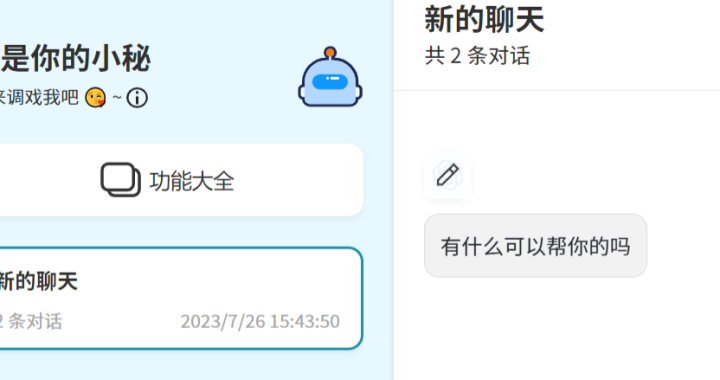 是你的小秘
来调戏我吧 😘 ~
功能大全
新的聊天
2 条对话
2023/7/26 15:43:50
新的聊天
共 2 条对话
有什么可以帮你的吗